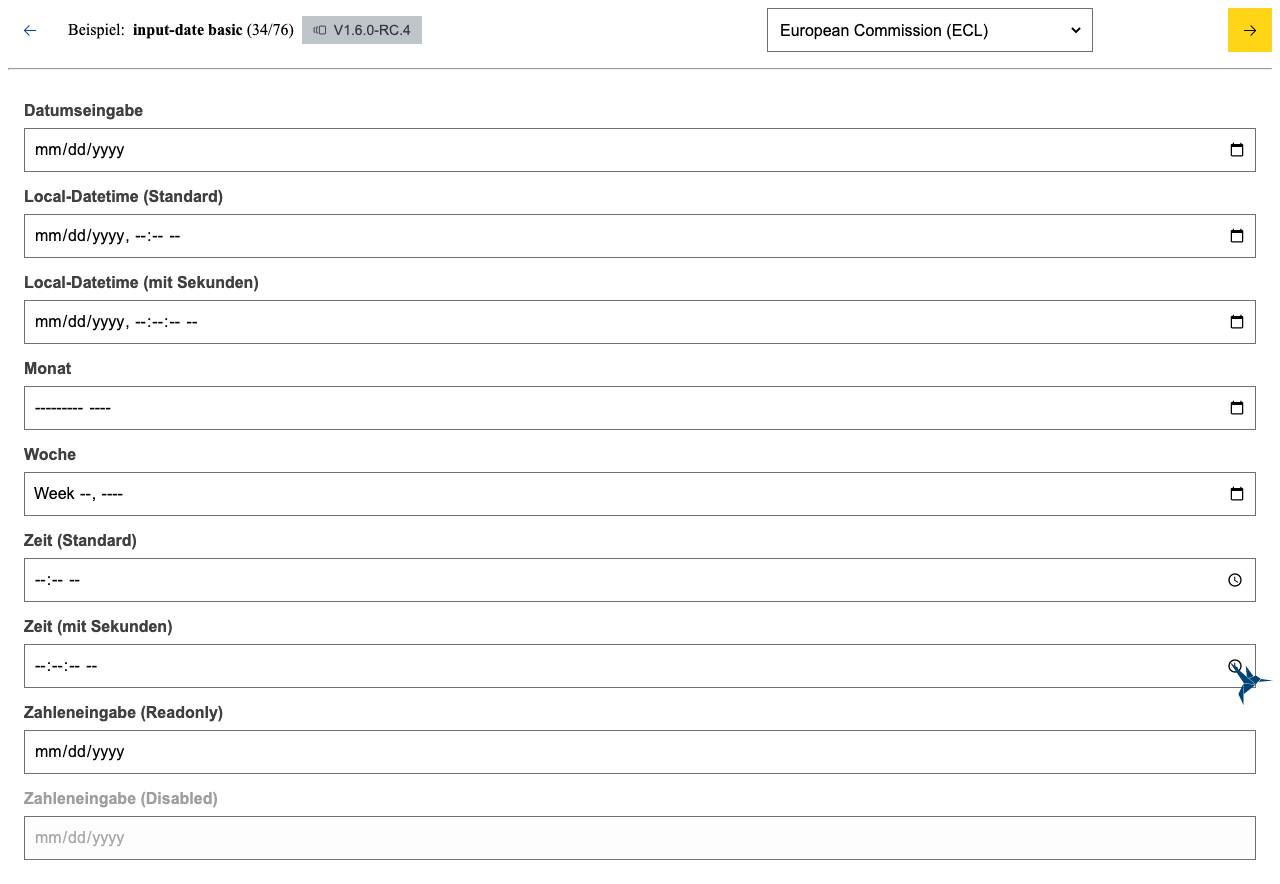 Beispiel: input-date basic (34/76) V1.6.0-RC.4 European Commission (ECL)
Datumseingabe
mm/dd/yyyy
Local-Datetime (Standard)
mm/dd/yyyy, --:-- --
Local-Datetime (mit Sekunden)
mm/dd/yyyy, --:--:-- --
Monat
--------- ----
Woche
Week --, ----
Zeit (Standard)
--:-- --
Zeit (mit Sekunden)
--:--:-- --
Zahleneingabe (Readonly)
mm/dd/yyyy
Zahleneingabe (Disabled)
mm/dd/yyyy